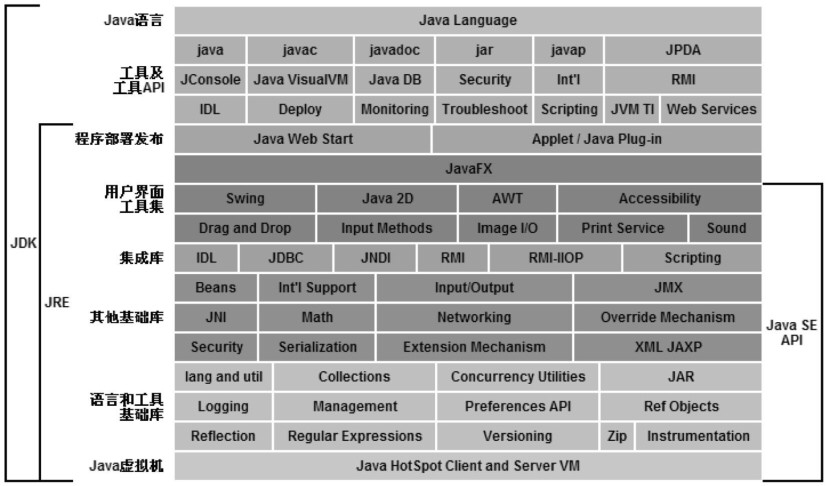 Java语言 Java Language
java javac javadoc jar javap JPDA
工具及
工具API
JConsole Java VisualVM Java DB Security Int'l RMI
IDL Deploy Monitoring Troubleshoot Scripting JVM TI Web Services
程序部署发布 Java Web Start Applet / Java Plug-in
JavaFX
用户界面
工具集
Swing Java 2D AWT Accessibility
Drag and Drop Input Methods Image I/O Print Service Sound
JDK
集成库 IDL JDBC JNDI RMI RMI-IIOP Scripting
Beans Int'l Support Input/Output JMX
JRE
其他基础库 JNI Math Networking Override Mechanism
Java SE
API
Security Serialization Extension Mechanism XML JAXP
lang and util Collections Concurrency Utilities JAR
语言和工具
基础库
Logging Management Preferences API Ref Objects
Reflection Regular Expressions Versioning Zip Instrumentation
Java虚拟机 Java HotSpot Client and Server VM